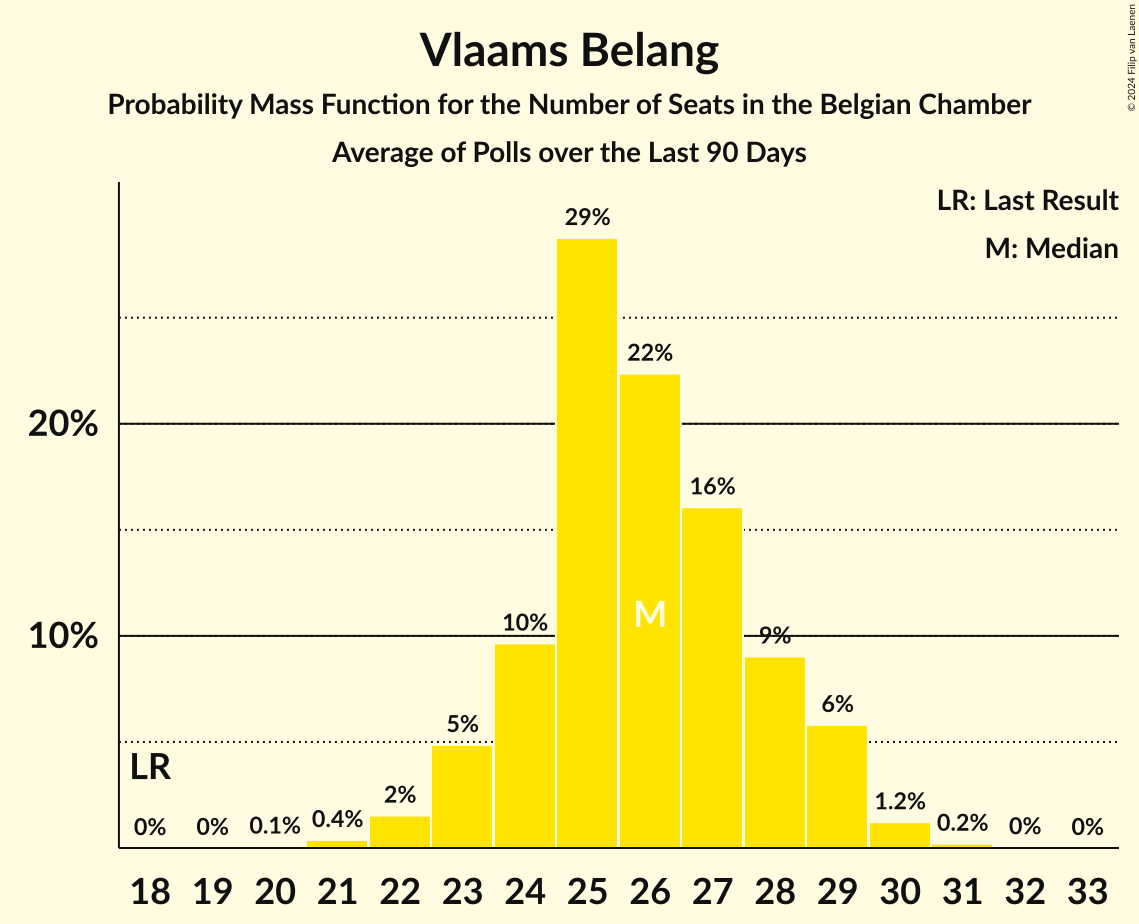 Vlaams Belang
Probability Mass Function for the Number of Seats in the Belgian Chamber
Average of Polls over the Last 90 Days
© 2024 Filip van Laenen
LR: Last Result
M: Median
29%
22%
20%
16%
M
10%
10%
9%
6%
5%
LR
2%
1.2%
0% 0% 0.1% 0.4% 0.2% 0% 0%
18 19 20 21 22 23 24 25 26 27 28 29 30 31 32 33